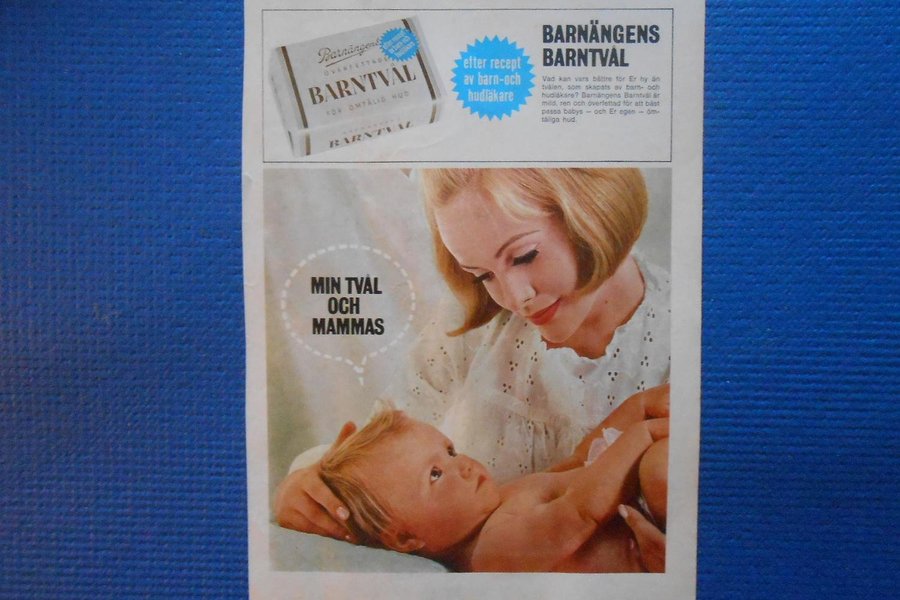 Barnängens
ÖVERFETTAD
BARNTVÅL
FÖR ÖMTÅLIG HUD
BARNTVÅL
efter recept
av barn-och
hudläkare
BARNÄNGENS
BARNTVÅL
Vad kan vara bättre för Er hy än
tvålen, som skapats av barn- och
hudläkare? Barnängens Barntvål är
mild, ren och överfettad för att bäst
passa babys — och Er egen — öm-
tåliga hud.
MIN TVÅL
OCH
MAMMAS